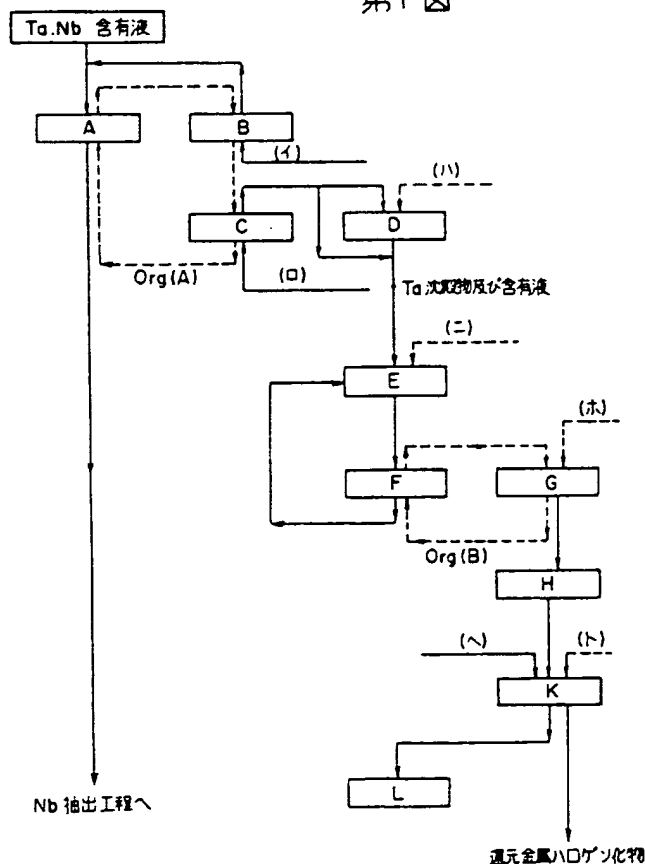 第1図
Ta.Nb 含有液
A
B
(イ)
(ハ)
C
D
Org(A)
(ロ)
Ta 沈澱物及び含有液
(ニ)
E
(ホ)
F
G
Org(B)
H
(ヘ)
(ト)
K
L
Nb 抽出工程へ
還元金属ハロゲン化物